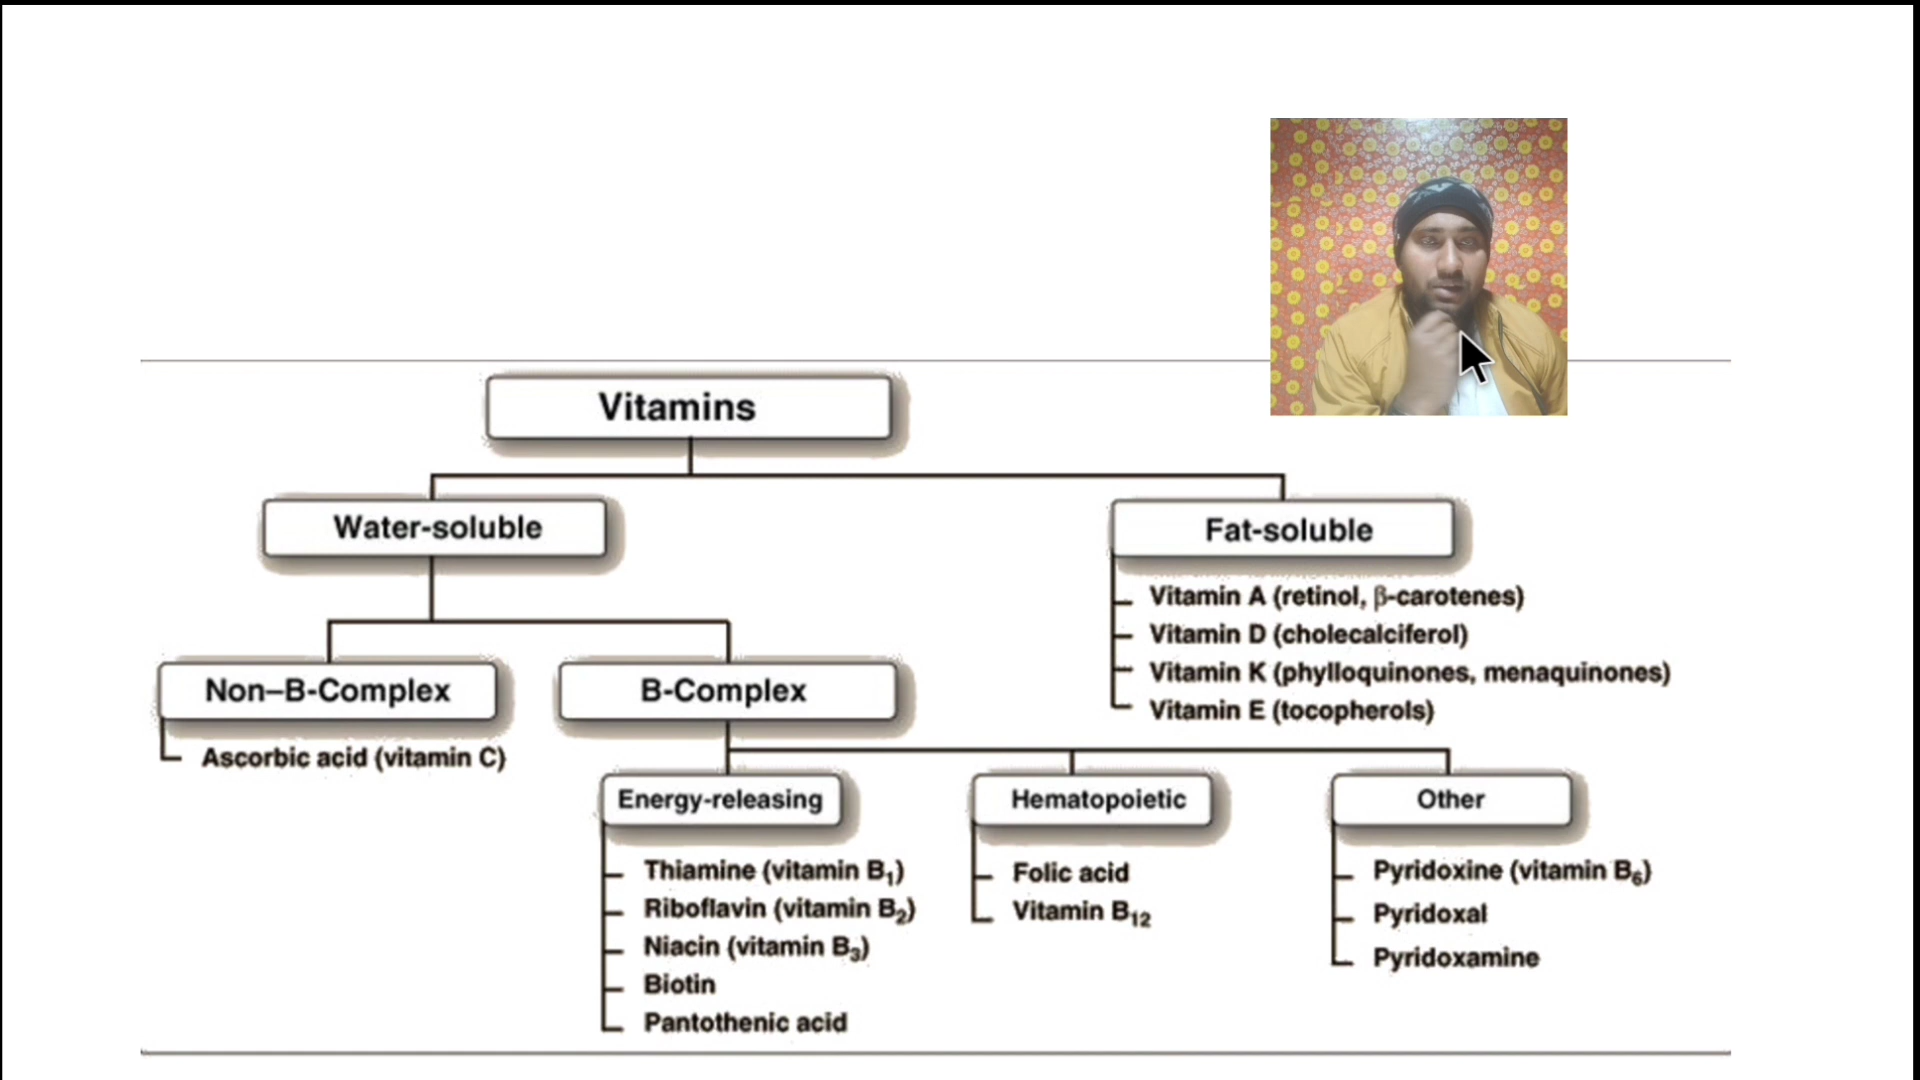 Vitamins
Water-soluble
Fat-soluble
Vitamin A (retinol, β-carotenes)
Vitamin D (cholecalciferol)
Vitamin K (phylloquinones, menaquinones)
Vitamin E (tocopherols)
Non–B-Complex
Ascorbic acid (vitamin C)
B-Complex
Energy-releasing
Thiamine (vitamin B₁)
Riboflavin (vitamin B₂)
Niacin (vitamin B₃)
Biotin
Pantothenic acid
Hematopoietic
Folic acid
Vitamin B₁₂
Other
Pyridoxine (vitamin B₆)
Pyridoxal
Pyridoxamine